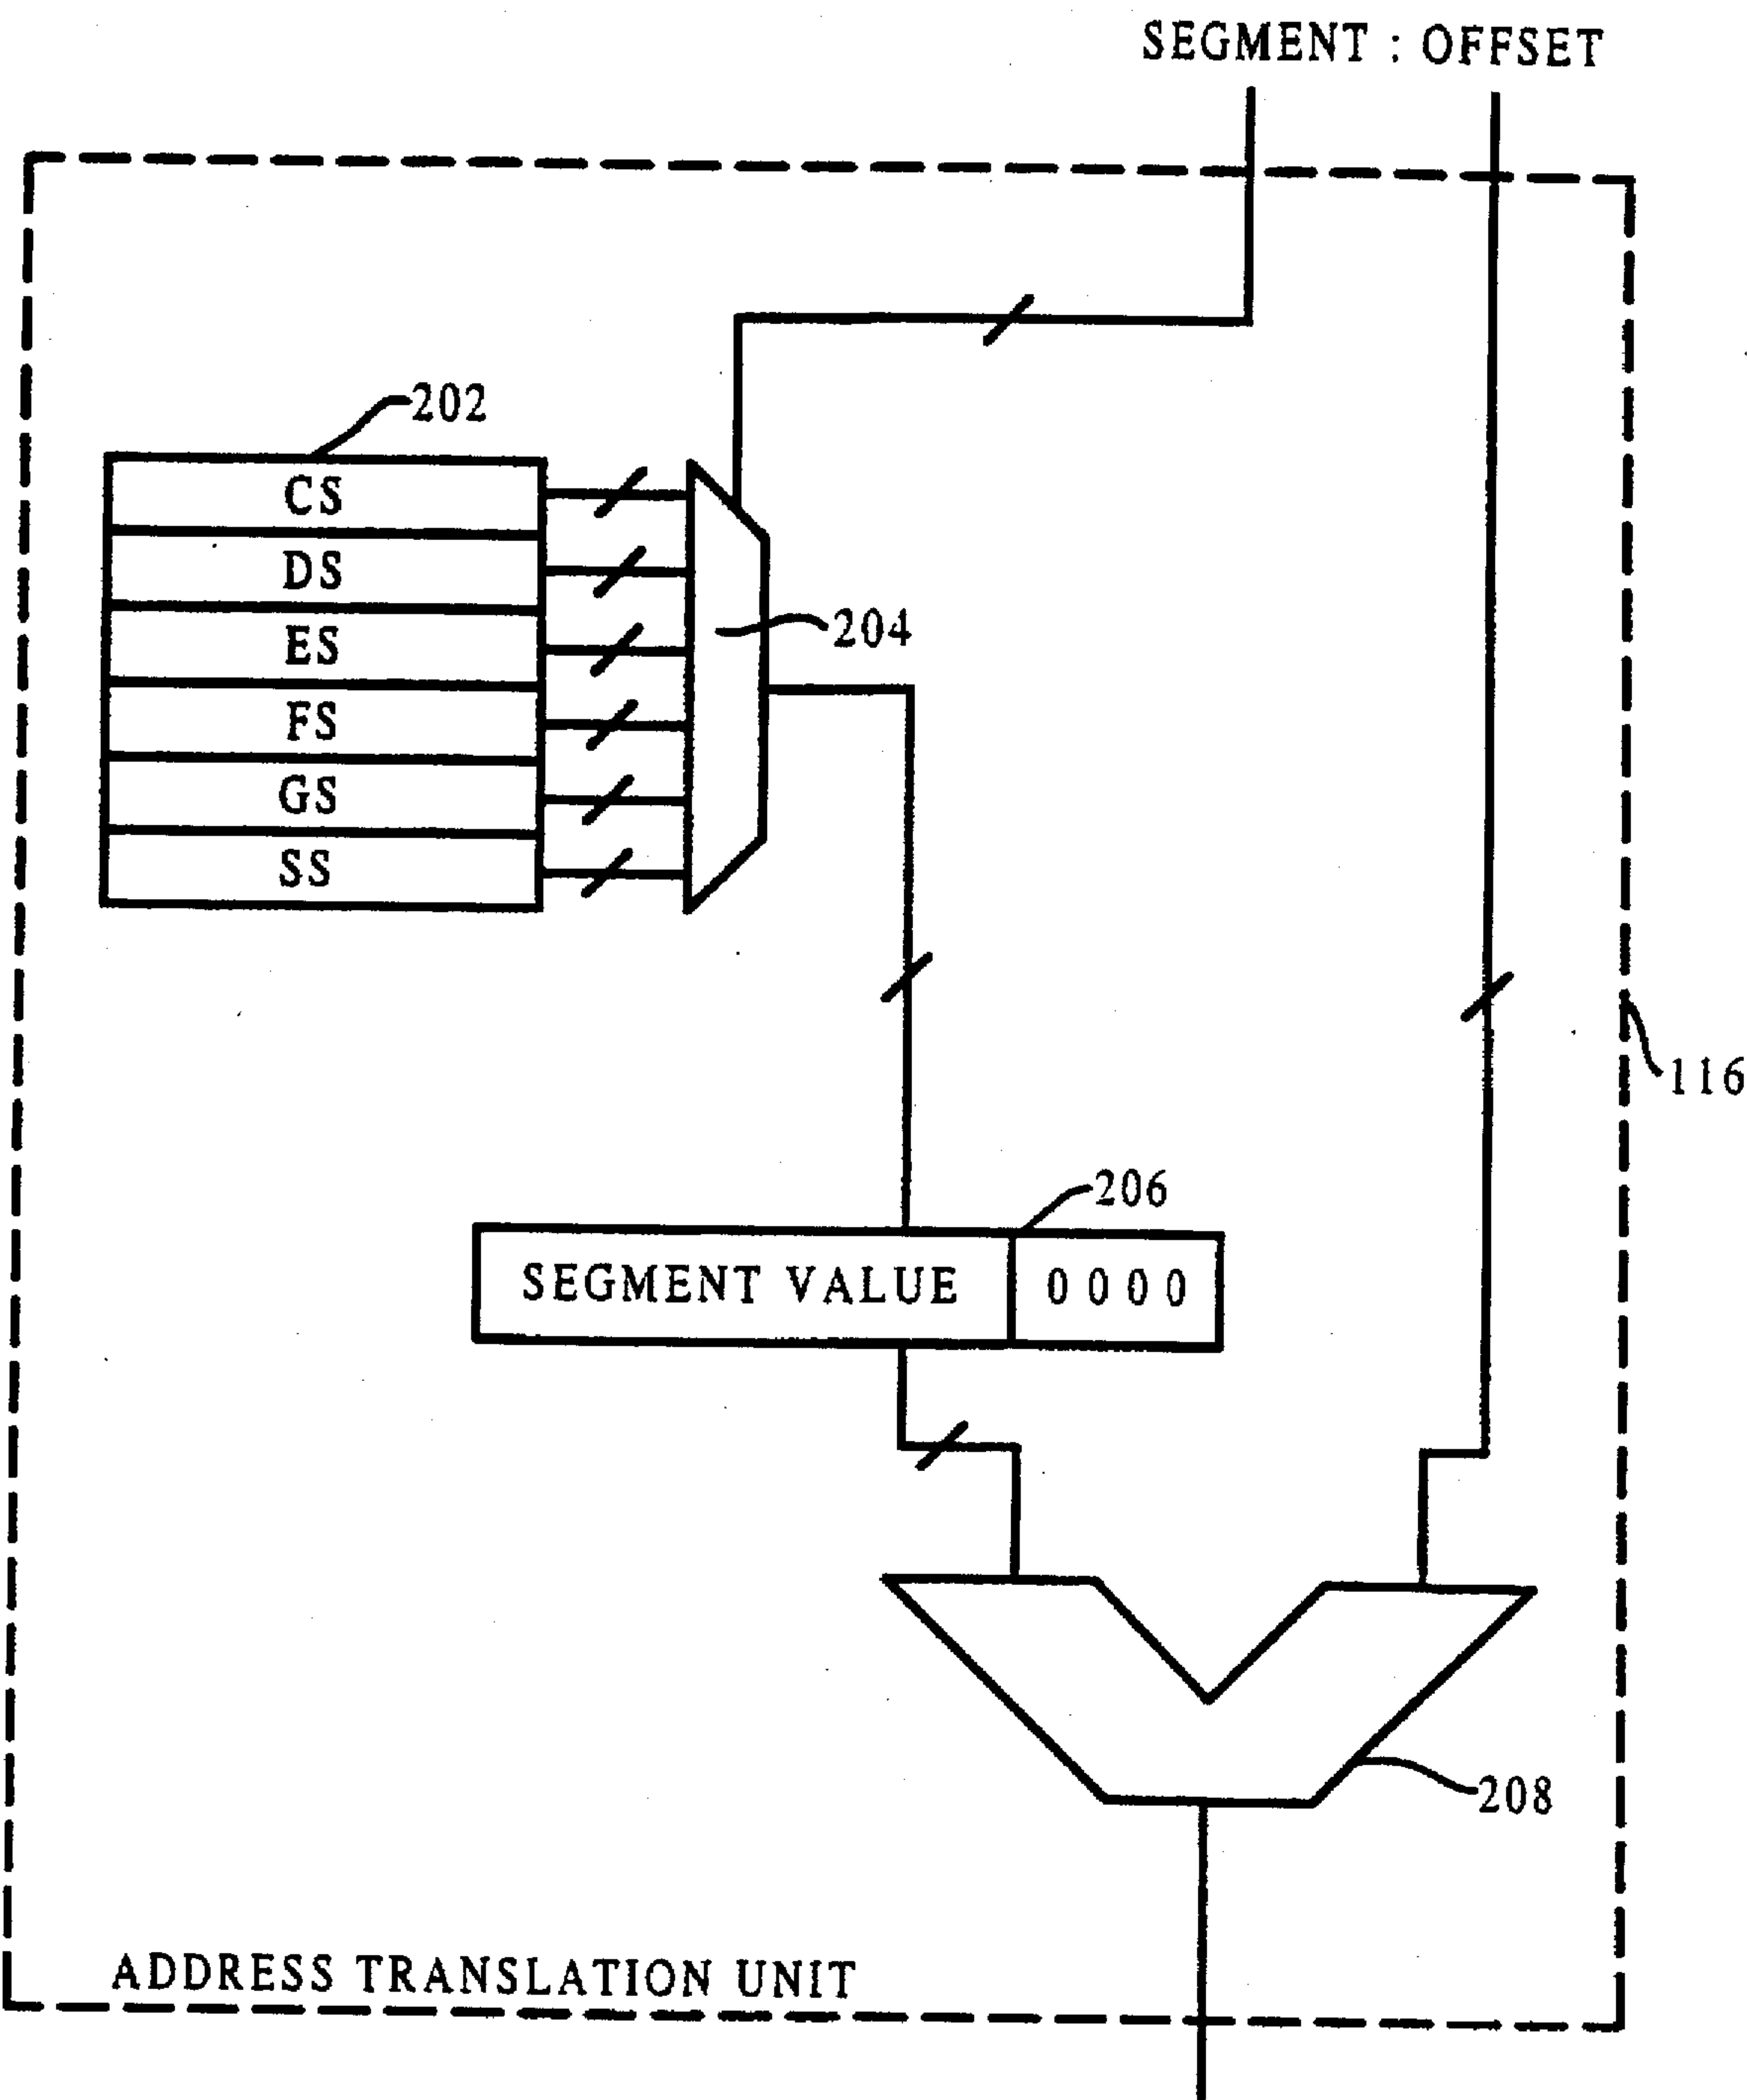 SEGMENT : OFFSET
202
CS
DS
ES
FS
GS
SS
204
116
206
SEGMENT VALUE 0 0 0 0
208
ADDRESS TRANSLATION UNIT